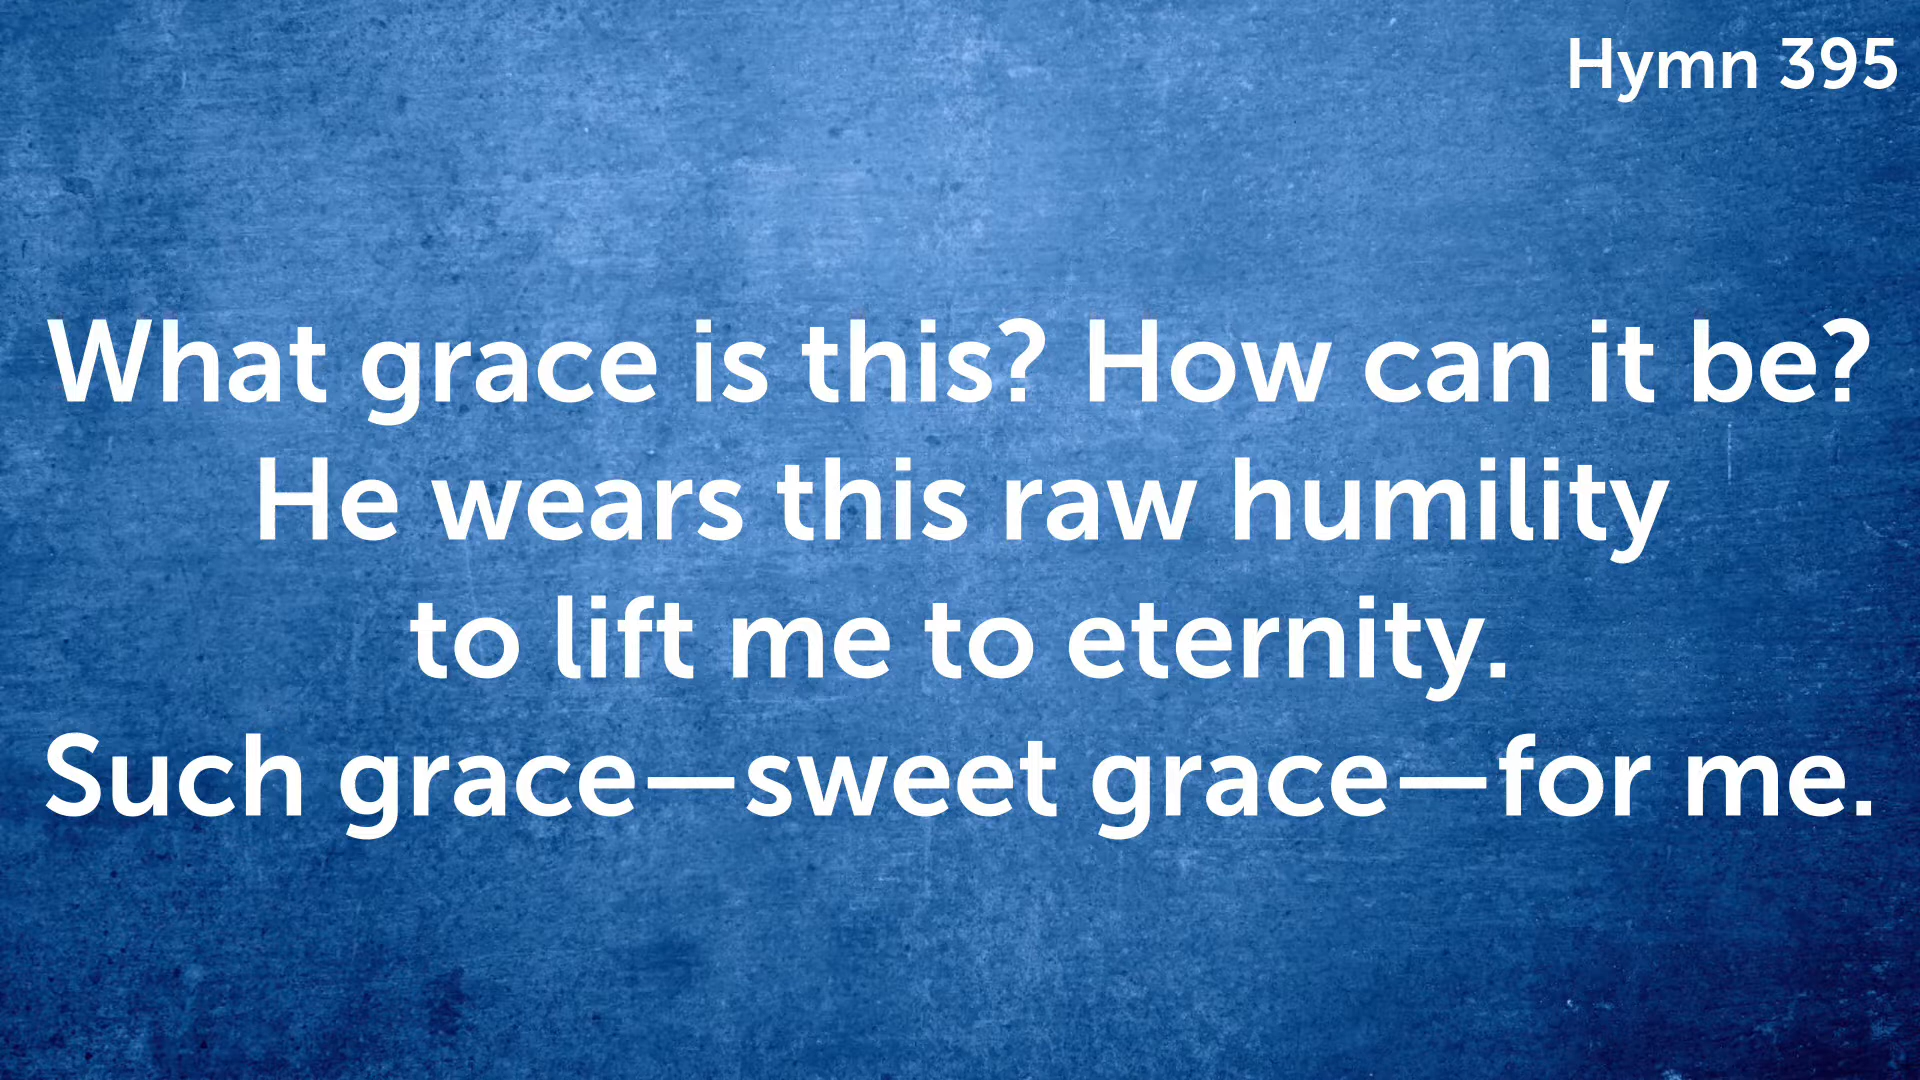 Hymn 395
What grace is this? How can it be?
He wears this raw humility
to lift me to eternity.
Such grace—sweet grace—for me.